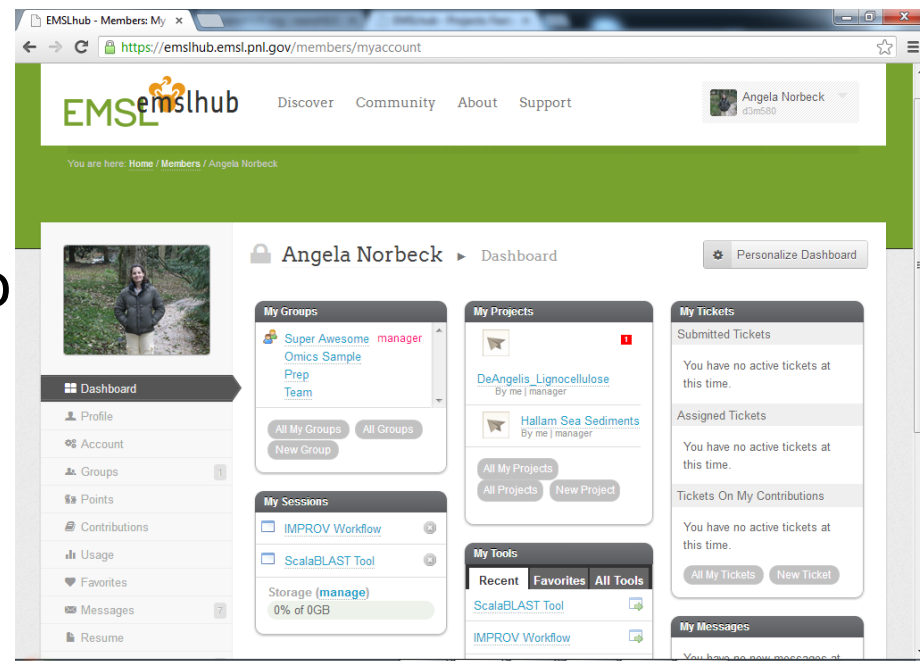 EMSLhub - Members: My
https://emslhub.emsl.pnl.gov/members/myaccount
EMSL emslhub
Discover Community About Support
Angela Norbeck
d3m580
You are here: Home / Members / Angela Norbeck
Angela Norbeck ► Dashboard
Personalize Dashboard
Dashboard
Profile
Account
Groups 1
Points
Contributions
Usage
Favorites
Messages 7
Resume
My Groups
Super Awesome manager
Omics Sample
Prep
Team
All My Groups All Groups
New Group
My Sessions
IMPROV Workflow
ScalaBLAST Tool
Storage (manage)
0% of 0GB
My Projects
1
DeAngelis_Lignocellulose
By me | manager
Hallam Sea Sediments
By me | manager
All My Projects
All Projects New Project
My Tools
Recent Favorites All Tools
ScalaBLAST Tool
IMPROV Workflow
My Tickets
Submitted Tickets
You have no active tickets at
this time.
Assigned Tickets
You have no active tickets at
this time.
Tickets On My Contributions
You have no active tickets at
this time.
All My Tickets New Ticket
My Messages
You have no new messages at